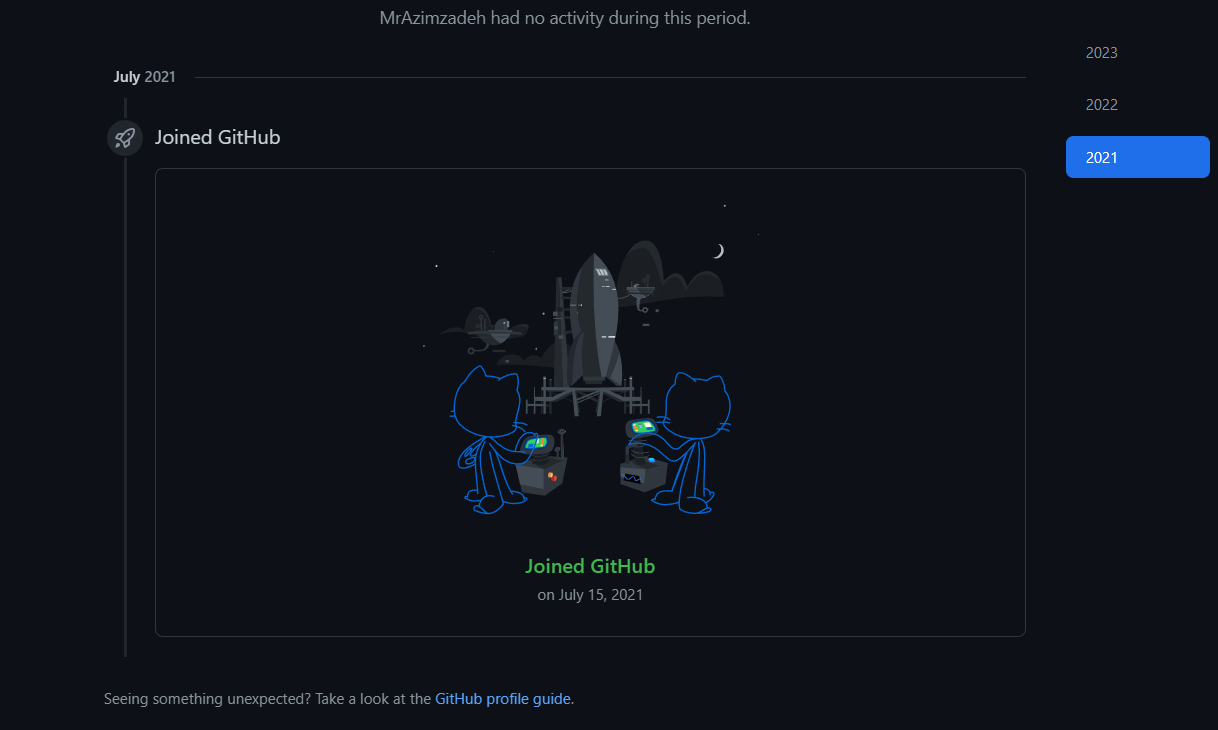 MrAzimzadeh had no activity during this period.
2023
July 2021
2022
Joined GitHub
2021
Joined GitHub
on July 15, 2021
Seeing something unexpected? Take a look at the GitHub profile guide.